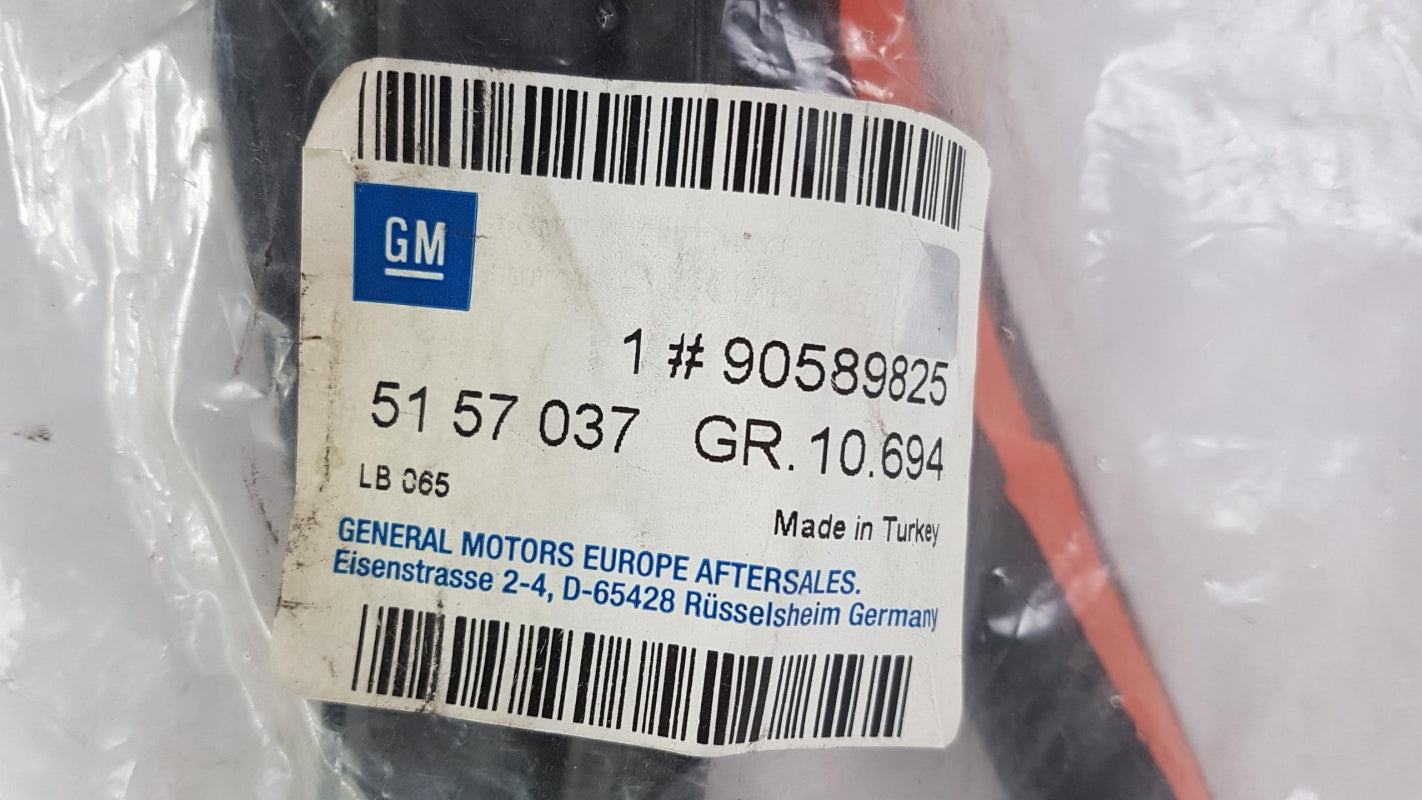 GM
1 # 90589825
51 57 037 GR. 10.694
LB 065
Made in Turkey
GENERAL MOTORS EUROPE AFTERSALES.
Eisenstrasse 2-4, D-65428 Rüsselsheim Germany